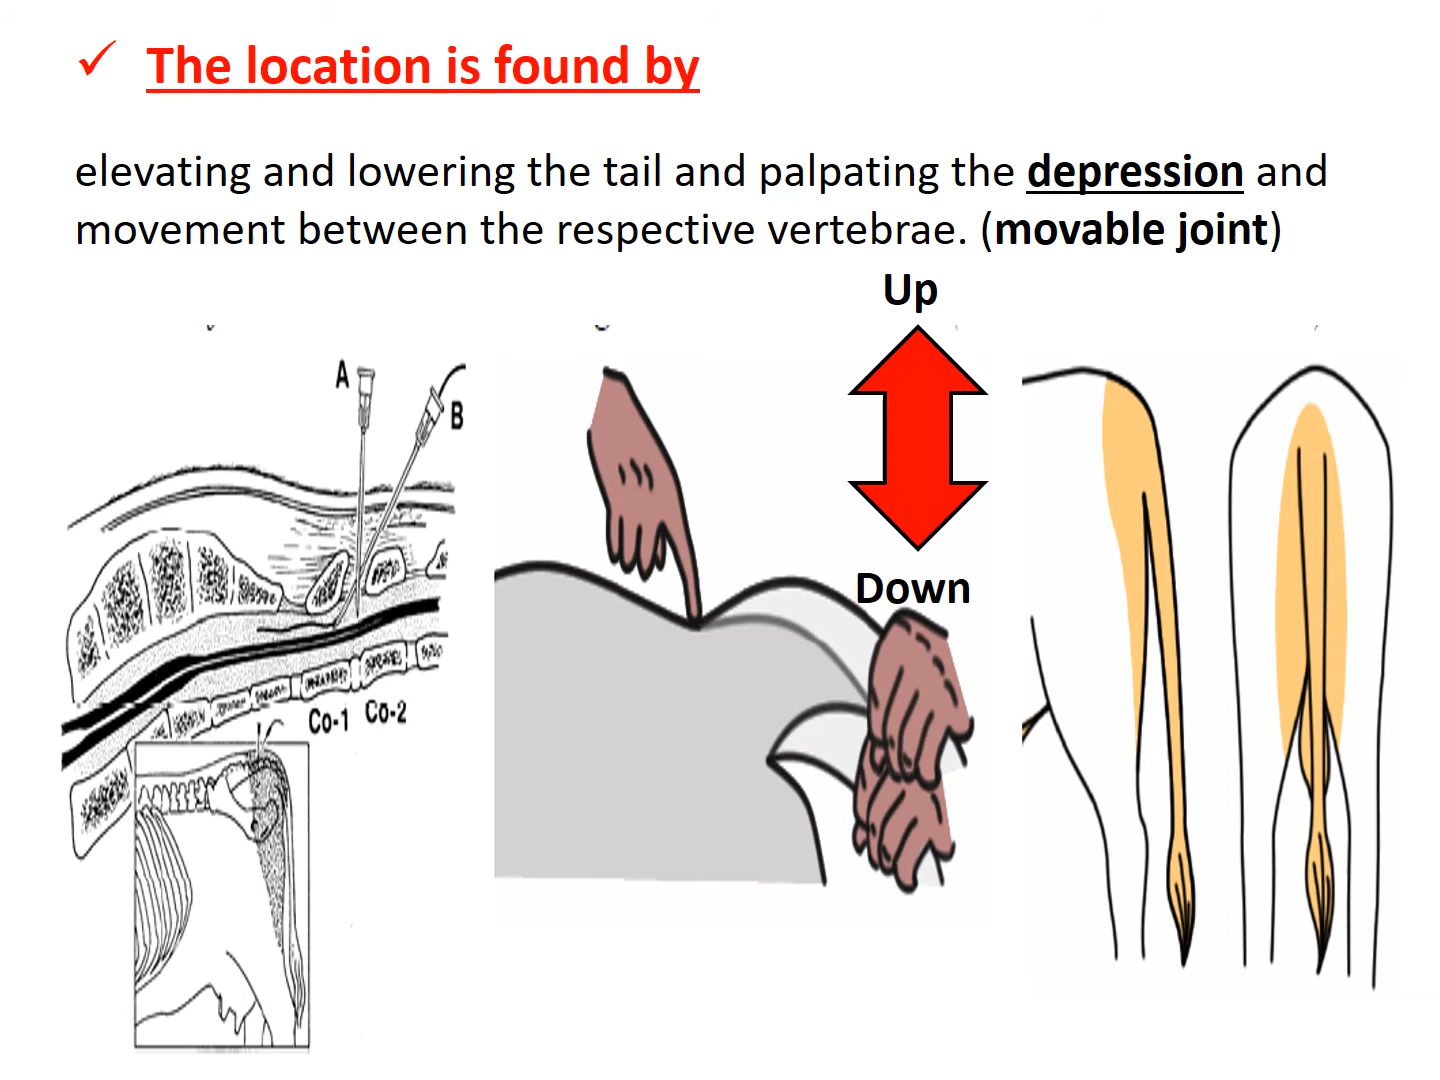 The location is found by
elevating and lowering the tail and palpating the depression and
movement between the respective vertebrae. (movable joint)
Up
A
B
Down
Co-1 Co-2